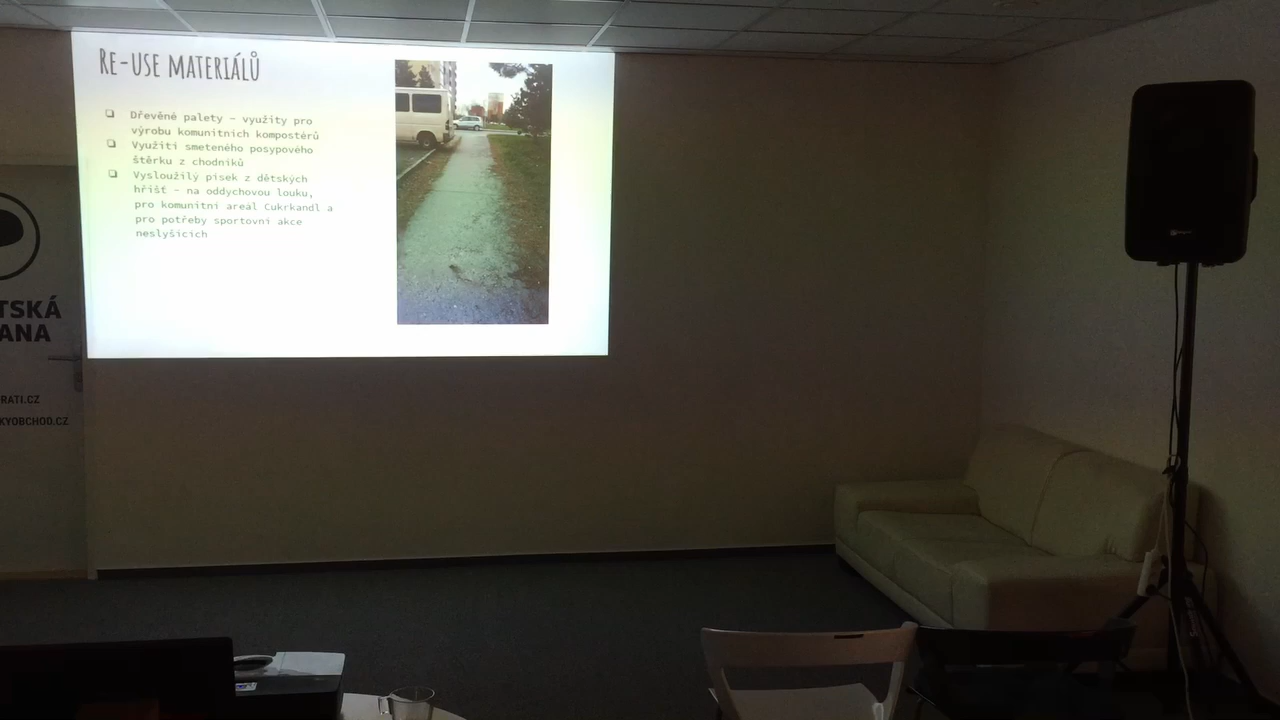 RE-USE MATERIÁLŮ
❏ Dřevěné palety - využity pro
výrobu komunitních kompostérů
❏ Využití smeteného posypového
štěrku z chodníků
❏ Vysloužilý písek z dětských
hřišť - na oddychovou louku,
pro komunitní areál Cukrkandl a
pro potřeby sportovní akce
neslyšících
TSKÁ
ANA
RATI.CZ
KYOBCHOD.CZ